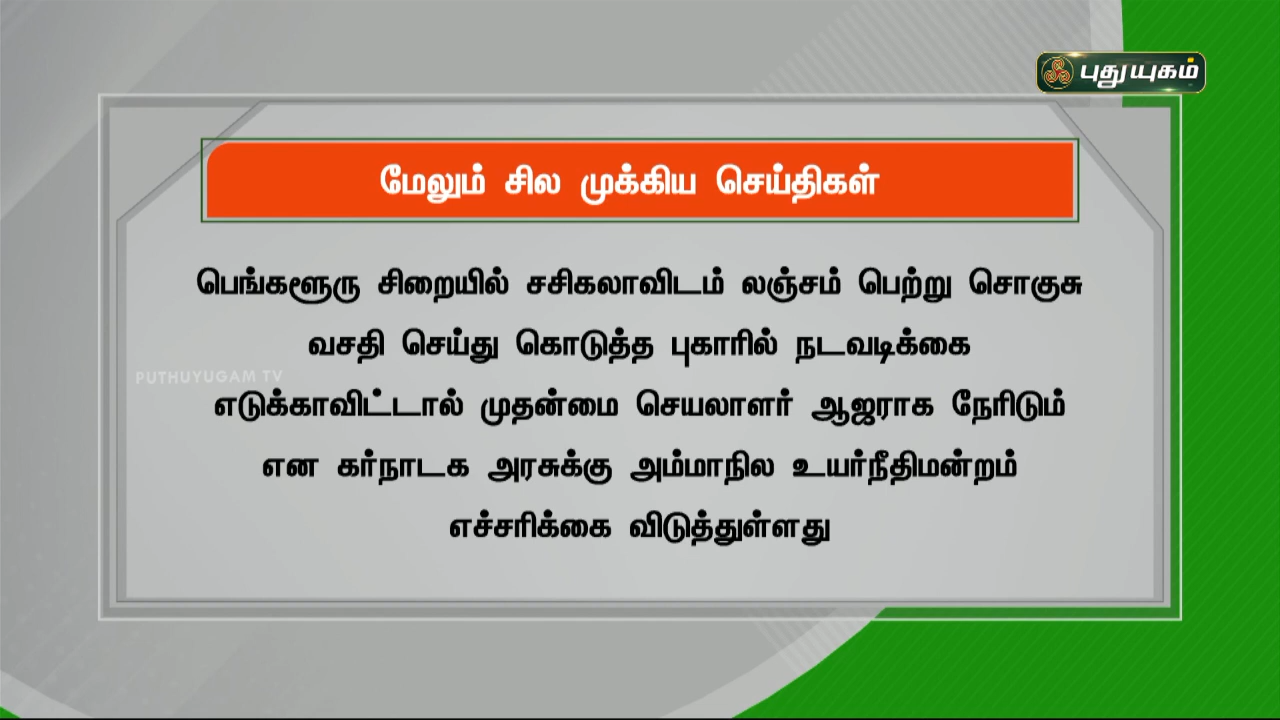 புதுயுகம்
மேலும் சில முக்கிய செய்திகள்
பெங்களூரு சிறையில் சசிகலாவிடம் லஞ்சம் பெற்று சொகுசு
வசதி செய்து கொடுத்த புகாரில் நடவடிக்கை
PUTHUYUGAM TV
எடுக்காவிட்டால் முதன்மை செயலாளர் ஆஜராக நேரிடும்
என கர்நாடக அரசுக்கு அம்மாநில உயர்நீதிமன்றம்
எச்சரிக்கை விடுத்துள்ளது